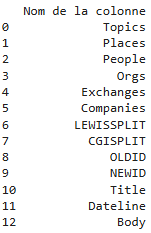 Nom de la colonne
0 Topics
1 Places
2 People
3 Orgs
4 Exchanges
5 Companies
6 LEWISSPLIT
7 CGISPLIT
8 OLDID
9 NEWID
10 Title
11 Dateline
12 Body